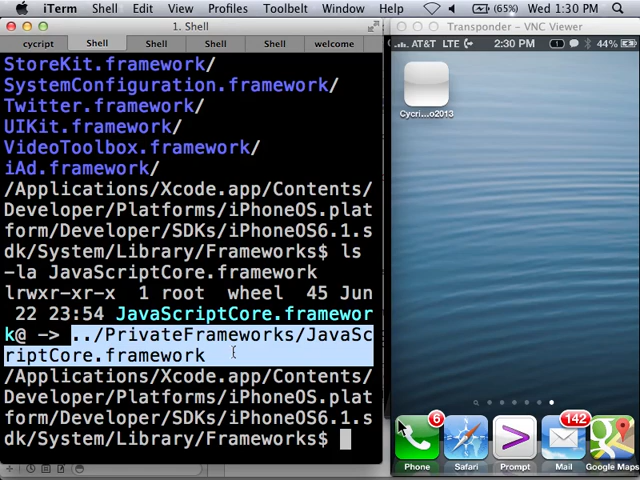 iTerm Shell Edit View Profiles Toolbelt Window Help (65%) Wed 1:30 PM
1. Shell
cycript Shell Shell Shell welcome
StoreKit.framework/
SystemConfiguration.framework/
Twitter.framework/
UIKit.framework/
VideoToolbox.framework/
iAd.framework/
/Applications/Xcode.app/Contents/
Developer/Platforms/iPhoneOS.plat
form/Developer/SDKs/iPhoneOS6.1.s
dk/System/Library/Frameworks$ ls
-la JavaScriptCore.framework
lrwxr-xr-x 1 root wheel 45 Jun
22 23:54 JavaScriptCore.framewor
k@ -> ../PrivateFrameworks/JavaSc
riptCore.framework
/Applications/Xcode.app/Contents/
Developer/Platforms/iPhoneOS.plat
form/Developer/SDKs/iPhoneOS6.1.s
dk/System/Library/Frameworks$
Transponder - VNC Viewer
AT&T LTE 2:30 PM 1 44%
Cycri...o2013
6
142
Phone Safari Prompt Mail Google Maps